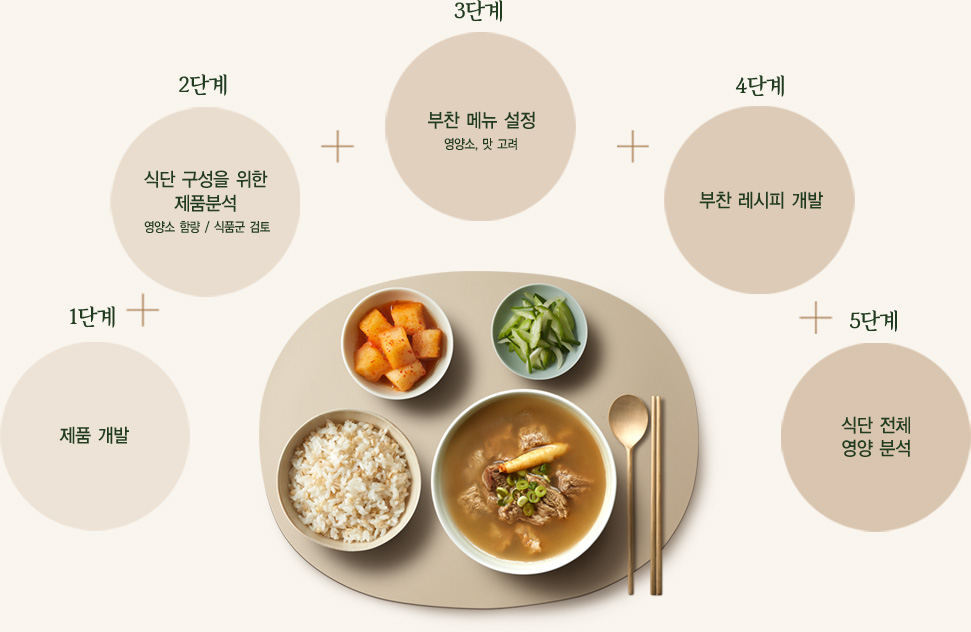 1단계
제품 개발
2단계
식단 구성을 위한
제품분석
영양소 함량 / 식품군 검토
3단계
부찬 메뉴 설정
영양소, 맛 고려
4단계
부찬 레시피 개발
5단계
식단 전체
영양 분석